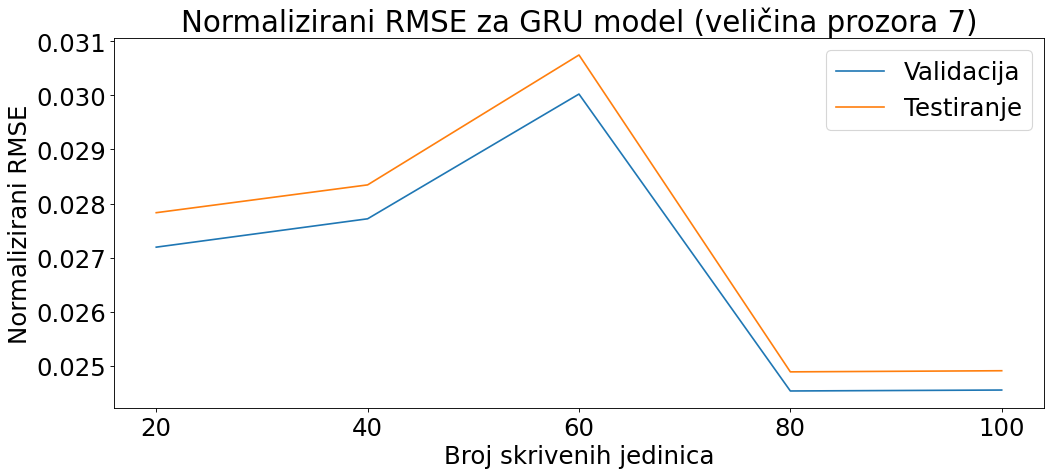 Normalizirani RMSE za GRU model (veličina prozora 7)
Validacija
Testiranje
Normalizirani RMSE
0.031
0.030
0.029
0.028
0.027
0.026
0.025
20 40 60 80 100
Broj skrivenih jedinica